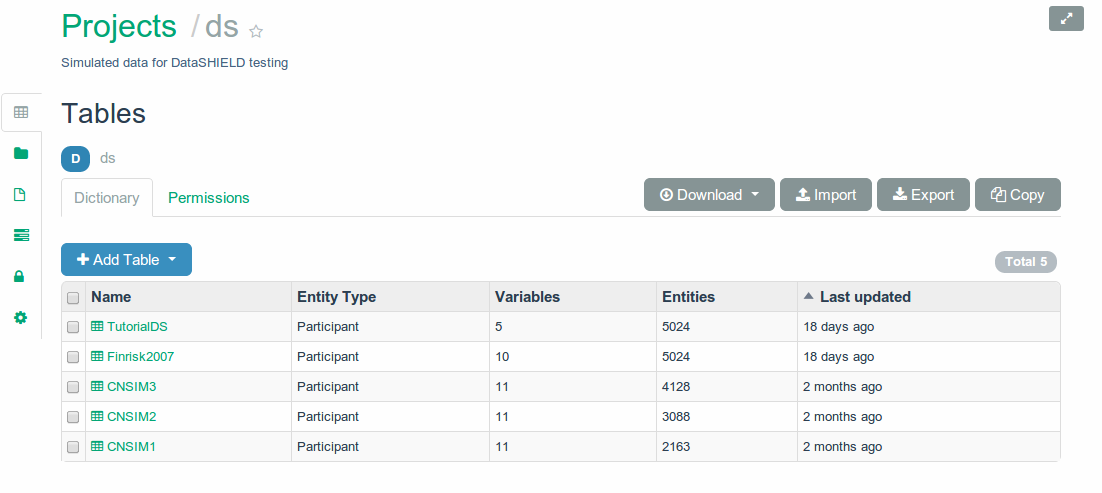 Projects / ds
Simulated data for DataSHIELD testing
Tables
D ds
Dictionary Permissions Download Import Export Copy
Add Table Total 5
Name Entity Type Variables Entities Last updated
TutorialDS Participant 5 5024 18 days ago
Finrisk2007 Participant 10 5024 18 days ago
CNSIM3 Participant 11 4128 2 months ago
CNSIM2 Participant 11 3088 2 months ago
CNSIM1 Participant 11 2163 2 months ago